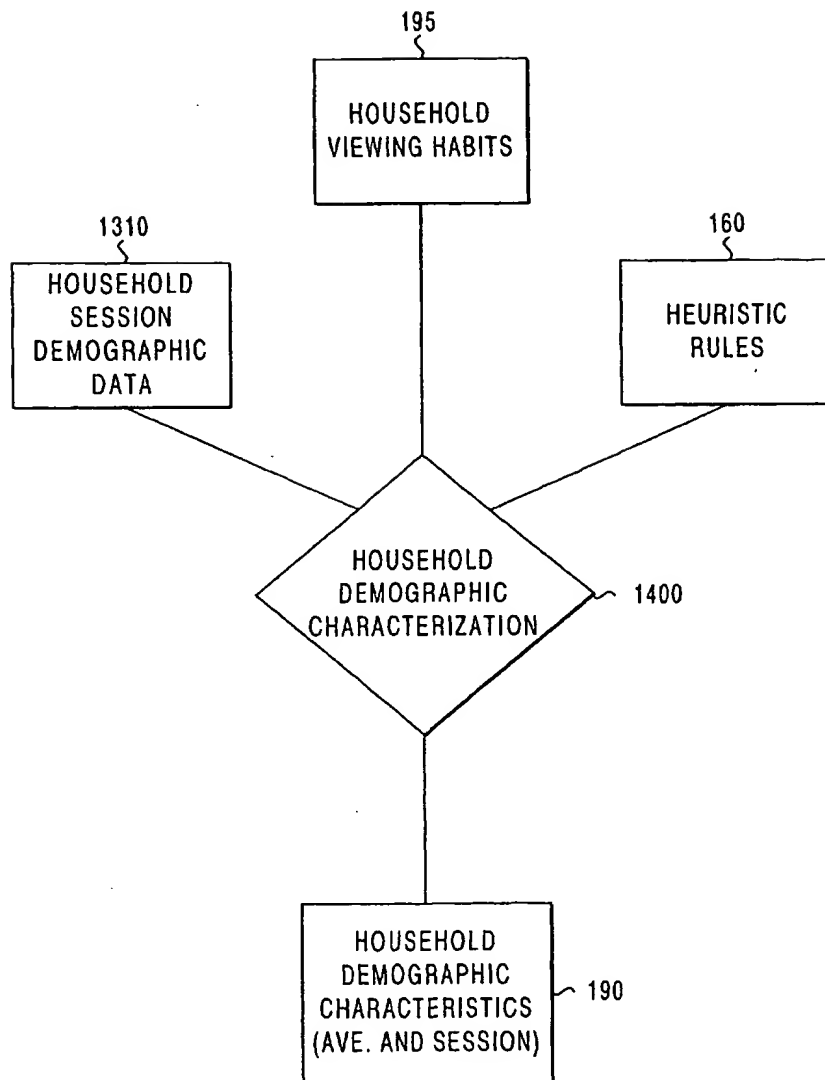 195
HOUSEHOLD
VIEWING HABITS
1310
HOUSEHOLD
SESSION
DEMOGRAPHIC
DATA
160
HEURISTIC
RULES
HOUSEHOLD
DEMOGRAPHIC
CHARACTERIZATION
1400
HOUSEHOLD
DEMOGRAPHIC
CHARACTERISTICS
(AVE. AND SESSION)
190